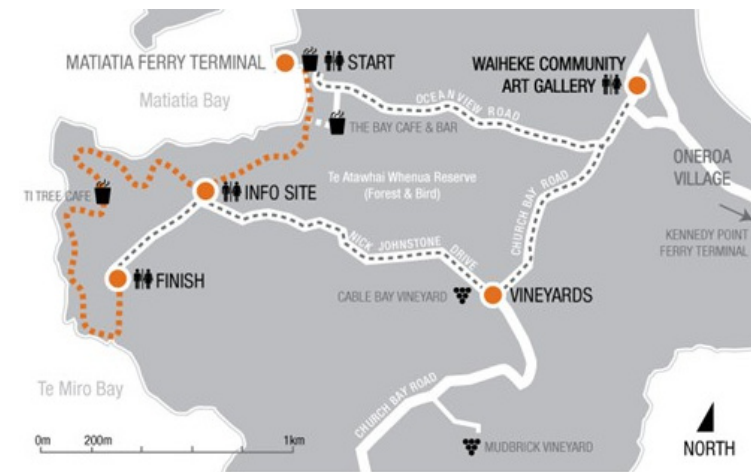 MATIATIA FERRY TERMINAL
START
WAIHEKE COMMUNITY
ART GALLERY
Matiatia Bay
OCEANVIEW ROAD
THE BAY CAFE & BAR
Te Atawhai Whenua Reserve
(Forest & Bird)
ONEROA
VILLAGE
TI TREE CAFE
INFO SITE
CHURCH BAY ROAD
KENNEDY POINT
FERRY TERMINAL
NICK JOHNSTONE DRIVE
FINISH
CABLE BAY VINEYARD
VINEYARDS
Te Miro Bay
CHURCH BAY ROAD
0m 200m 1km
MUDBRICK VINEYARD
NORTH